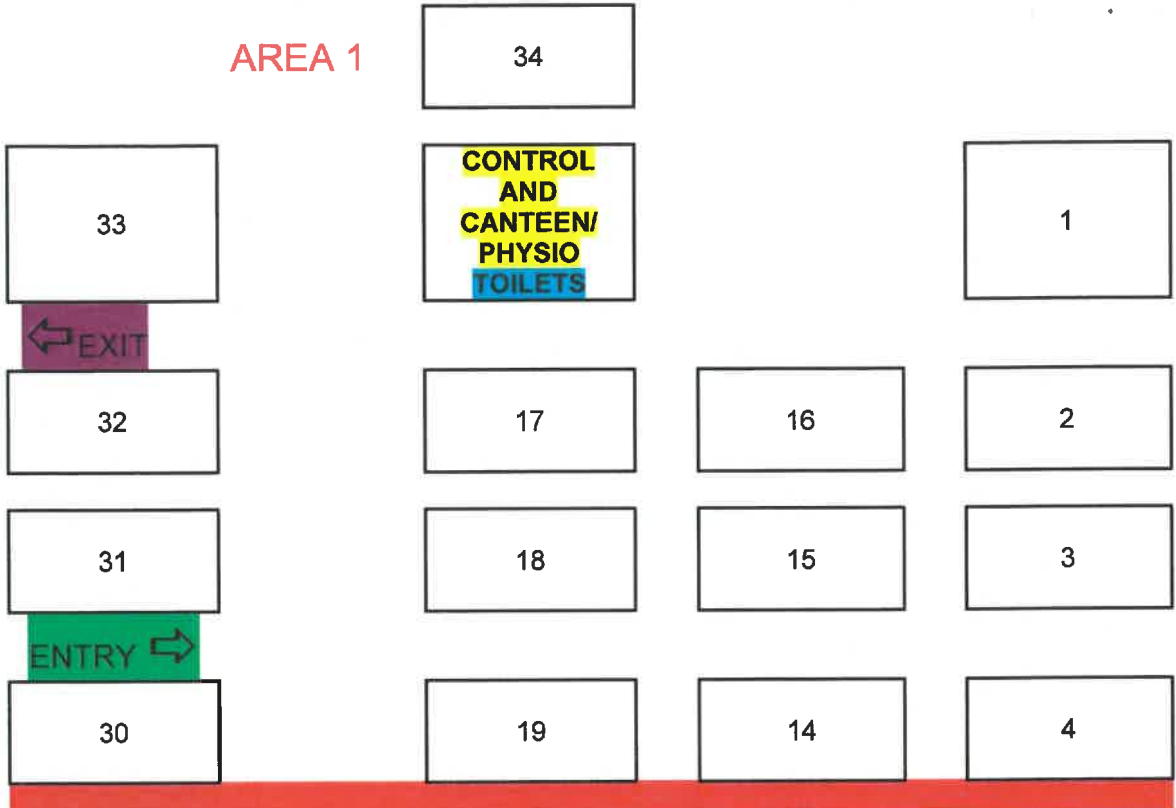 AREA 1
34
33
CONTROL
AND
CANTEEN/
PHYSIO
TOILETS
1
EXIT
32
17
16
2
31
18
15
3
ENTRY
30
19
14
4